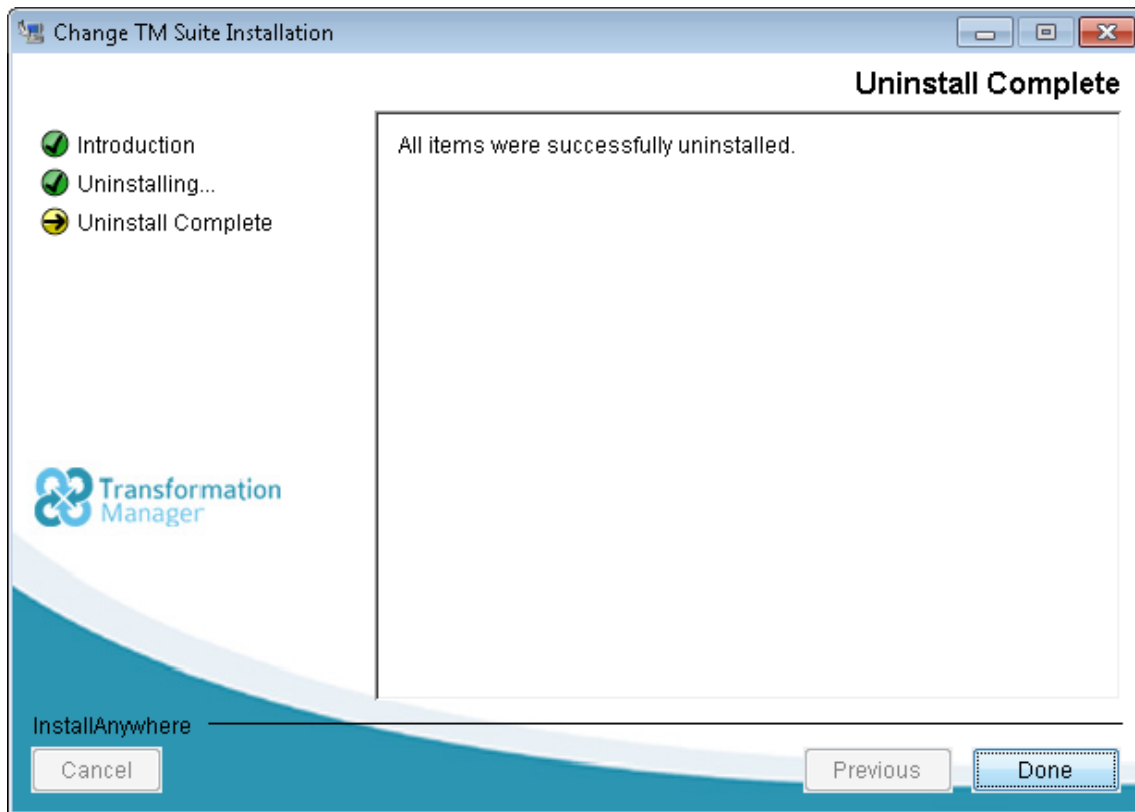 Change TM Suite Installation
Uninstall Complete
Introduction
Uninstalling...
Uninstall Complete
All items were successfully uninstalled.
Transformation
Manager
InstallAnywhere
Cancel
Previous
Done